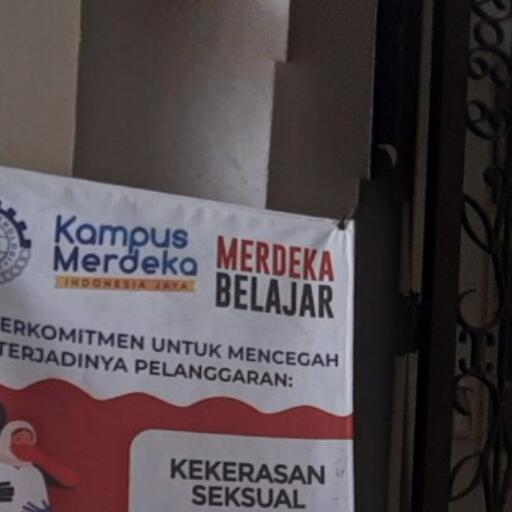 Kampus
Merdeka
INDONESIA JAYA
MERDEKA
BELAJAR
ERKOMITMEN UNTUK MENCEGAH
TERJADINYA PELANGGARAN:
KEKERASAN
SEKSUAL